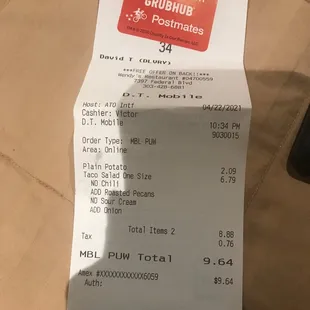 GRUBHUB
Postmates
34
David T (DLVRY)
***FREE OFFER ON BACK!!***
Wendy's Restaurant #04700559
7397 Federal Blvd
303-428-6881
D.T. Mobile
Host: ATO Intf
04/22/2021
Cashier: Victor
D.T. Mobile
10:34 PM
9030015
Order Type: MBL PUW
Area: Online
Plain Potato 2.09
Taco Salad One Size 6.79
NO Chili
ADD Roasted Pecans
NO Sour Cream
ADD Onion
Total Items 2
8.88
Tax 0.76
MBL PUW Total 9.64
Amex #XXXXXXXXXXX6059 $9.64
Auth: